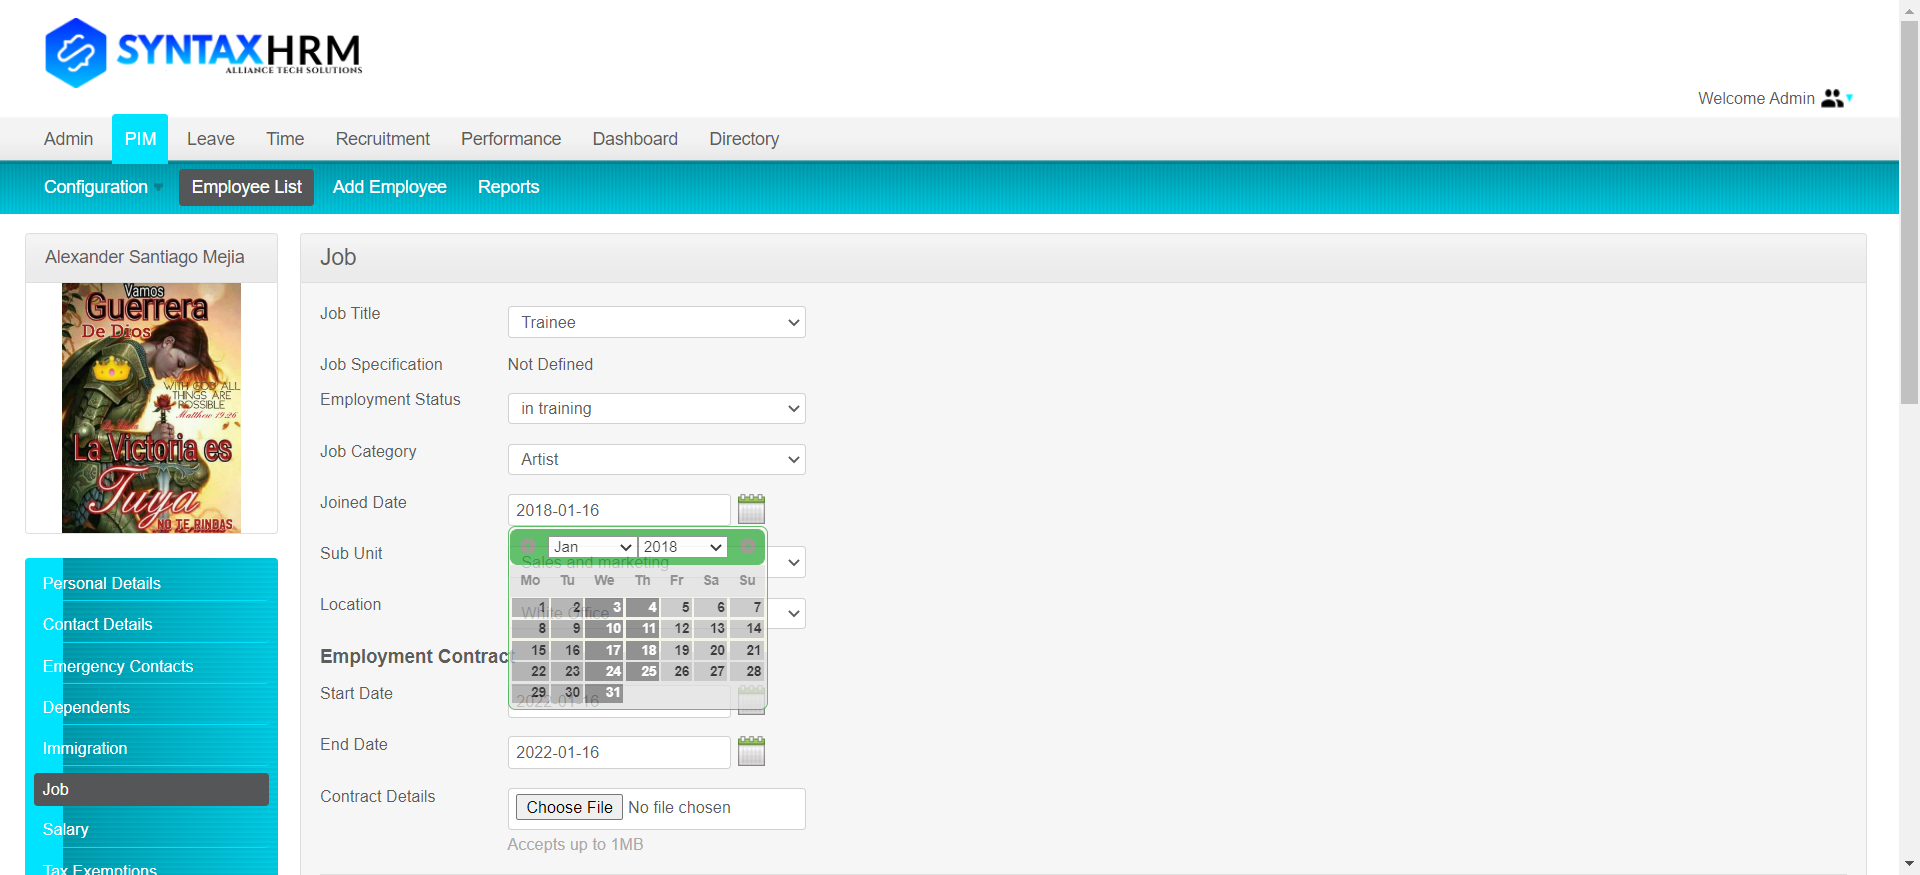 SYNTAXHRM
ALLIANCE TECH SOLUTIONS
Welcome Admin
Admin PIM Leave Time Recruitment Performance Dashboard Directory
Configuration Employee List Add Employee Reports
Alexander Santiago Mejia
Vamos
Guerrera
De Dios
WITH GOD ALL
THINGS ARE
POSSIBLE
Matthew 19:26
La Victoria es
Tuya
NO TE RINDAS
Personal Details
Contact Details
Emergency Contacts
Dependents
Immigration
Job
Salary
Tax Exemptions
Job
Job Title Trainee
Job Specification Not Defined
Employment Status in training
Job Category Artist
Joined Date 2018-01-16
Jan 2018
Sub Unit Sales and marketing
Mo Tu We Th Fr Sa Su
Location White Office
1 2 3 4 5 6 7
8 9 10 11 12 13 14
15 16 17 18 19 20 21
22 23 24 25 26 27 28
29 30 31
Employment Contract
Start Date 2022-01-16
End Date 2022-01-16
Contract Details Choose File No file chosen
Accepts up to 1MB